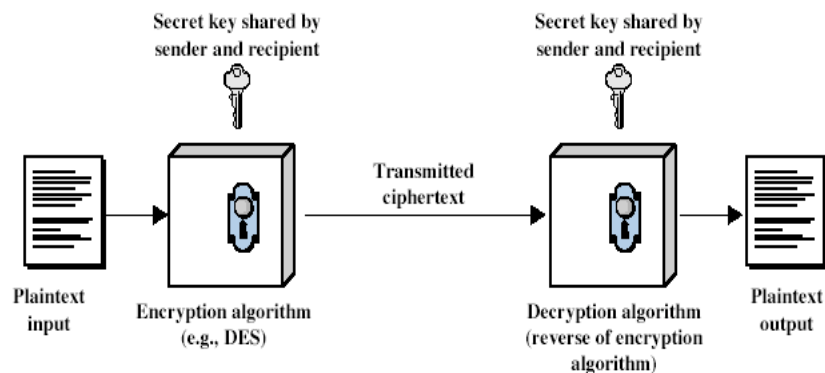 Secret key shared by
sender and recipient
Secret key shared by
sender and recipient
Transmitted
ciphertext
Plaintext
input
Encryption algorithm
(e.g., DES)
Decryption algorithm
(reverse of encryption
algorithm)
Plaintext
output